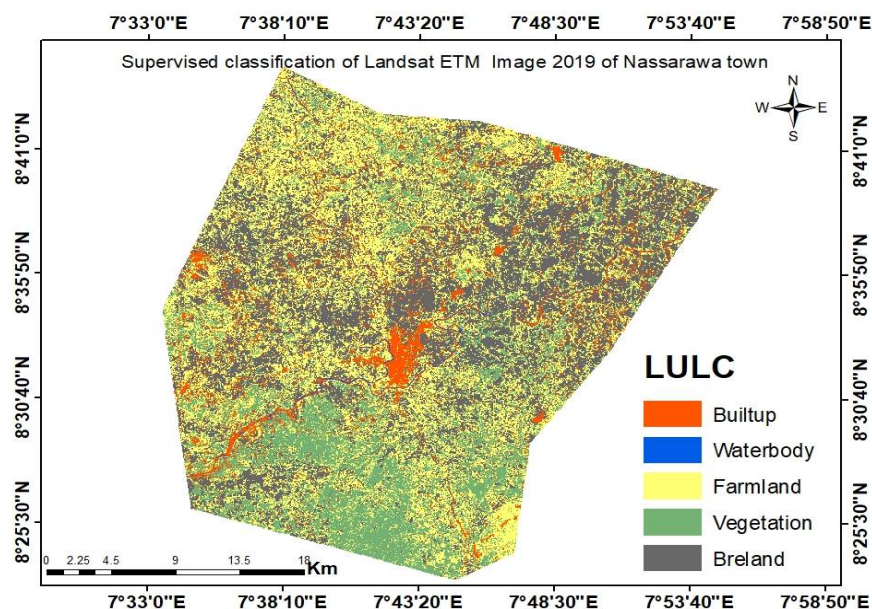 7°33'0"E 7°38'10"E 7°43'20"E 7°48'30"E 7°53'40"E 7°58'50"E
Supervised classification of Landsat ETM Image 2019 of Nassarawa town
N
W E
S
8°41'0"N 8°41'0"N
8°35'50"N 8°35'50"N
8°30'40"N 8°30'40"N
8°25'30"N 8°25'30"N
LULC
Builtup
Waterbody
Farmland
Vegetation
Breland
0 2.25 4.5 9 13.5 18
Km
7°33'0"E 7°38'10"E 7°43'20"E 7°48'30"E 7°53'40"E 7°58'50"E